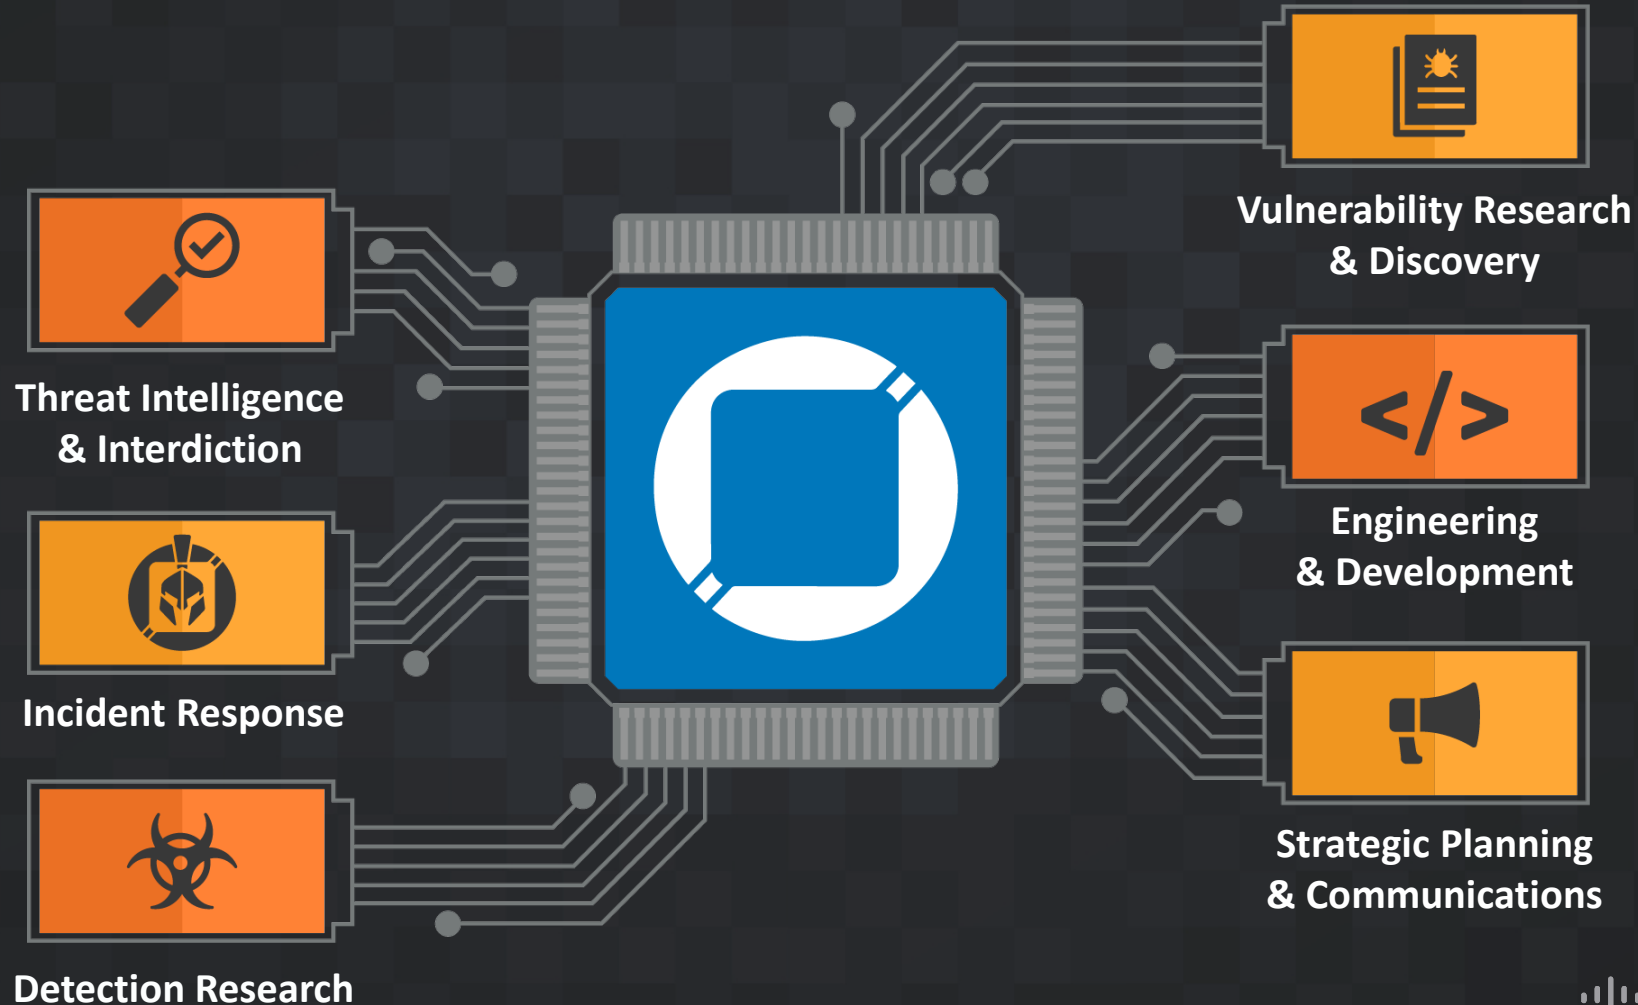 Threat Intelligence
& Interdiction
Incident Response
Detection Research
Vulnerability Research
& Discovery
Engineering
& Development
Strategic Planning
& Communications